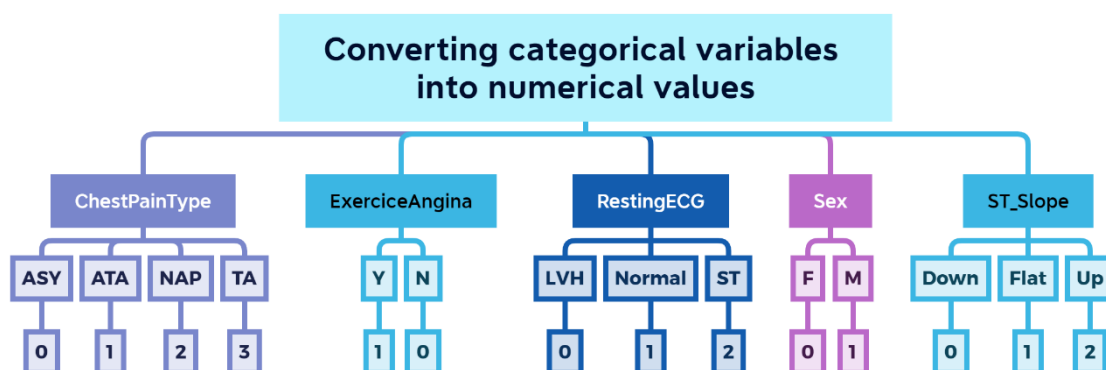 Converting categorical variables
into numerical values
ChestPainType ExerciceAngina RestingECG Sex ST_Slope
ASY ATA NAP TA Y N LVH Normal ST F M Down Flat Up
0 1 2 3 1 0 0 1 2 0 1 0 1 2